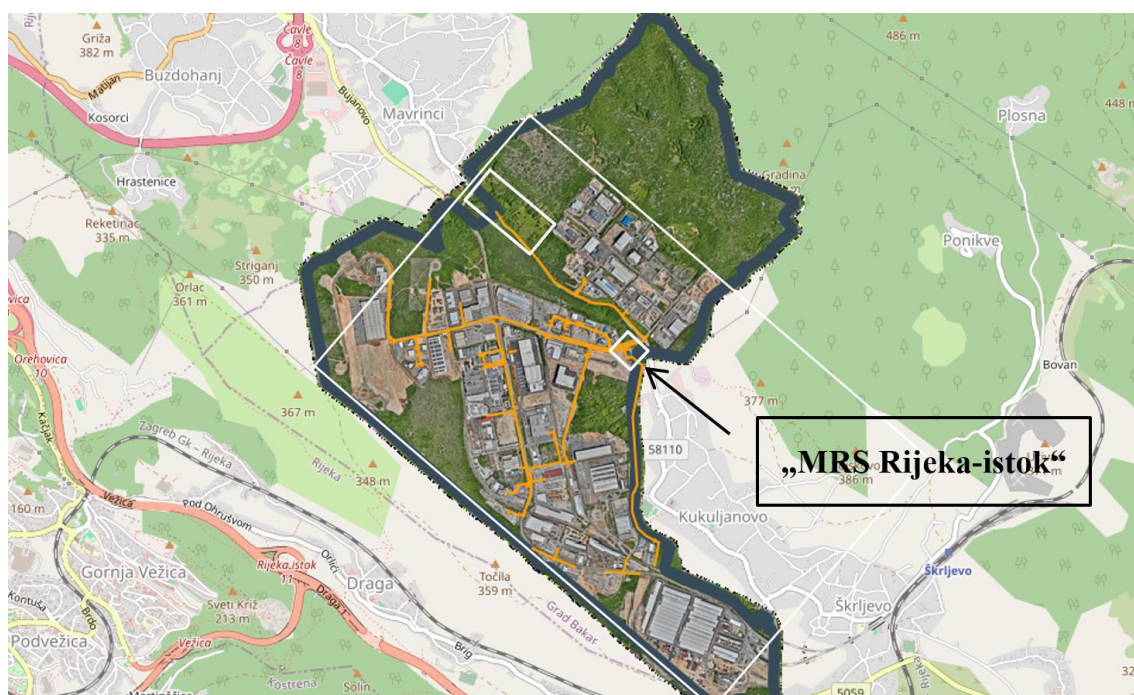 Griža
382 m
Čavle
8
Čavle
8
486 m
Buzdohanj
Matijan
Bujanovo
Kosorci
Mavrinci
Plosna
448 m
Hrastenice
Gradina
Reketinac
335 m
Ponikve
Striganj
350 m
Orlac
361 m
Orehovica
10
Kačjak
Bovan
367 m
377 m
Zagreb Gk - Rijeka
58110
„MRS Rijeka-istok“
386 m
Rijeka
348 m
Vežica
Pod Ohrušvom
160 m
Kukuljanovo
Orlići
Rijeka-istok
11
Škrljevo
Gornja Vežica
Draga
Točila
359 m
Draga 1
Kontuša
Sveti Križ
213 m
Brdo
Škrljevo
Grad Bakar
Podvežica
Vežica
Brig
Kostrena
Solin
5059
Rijeka